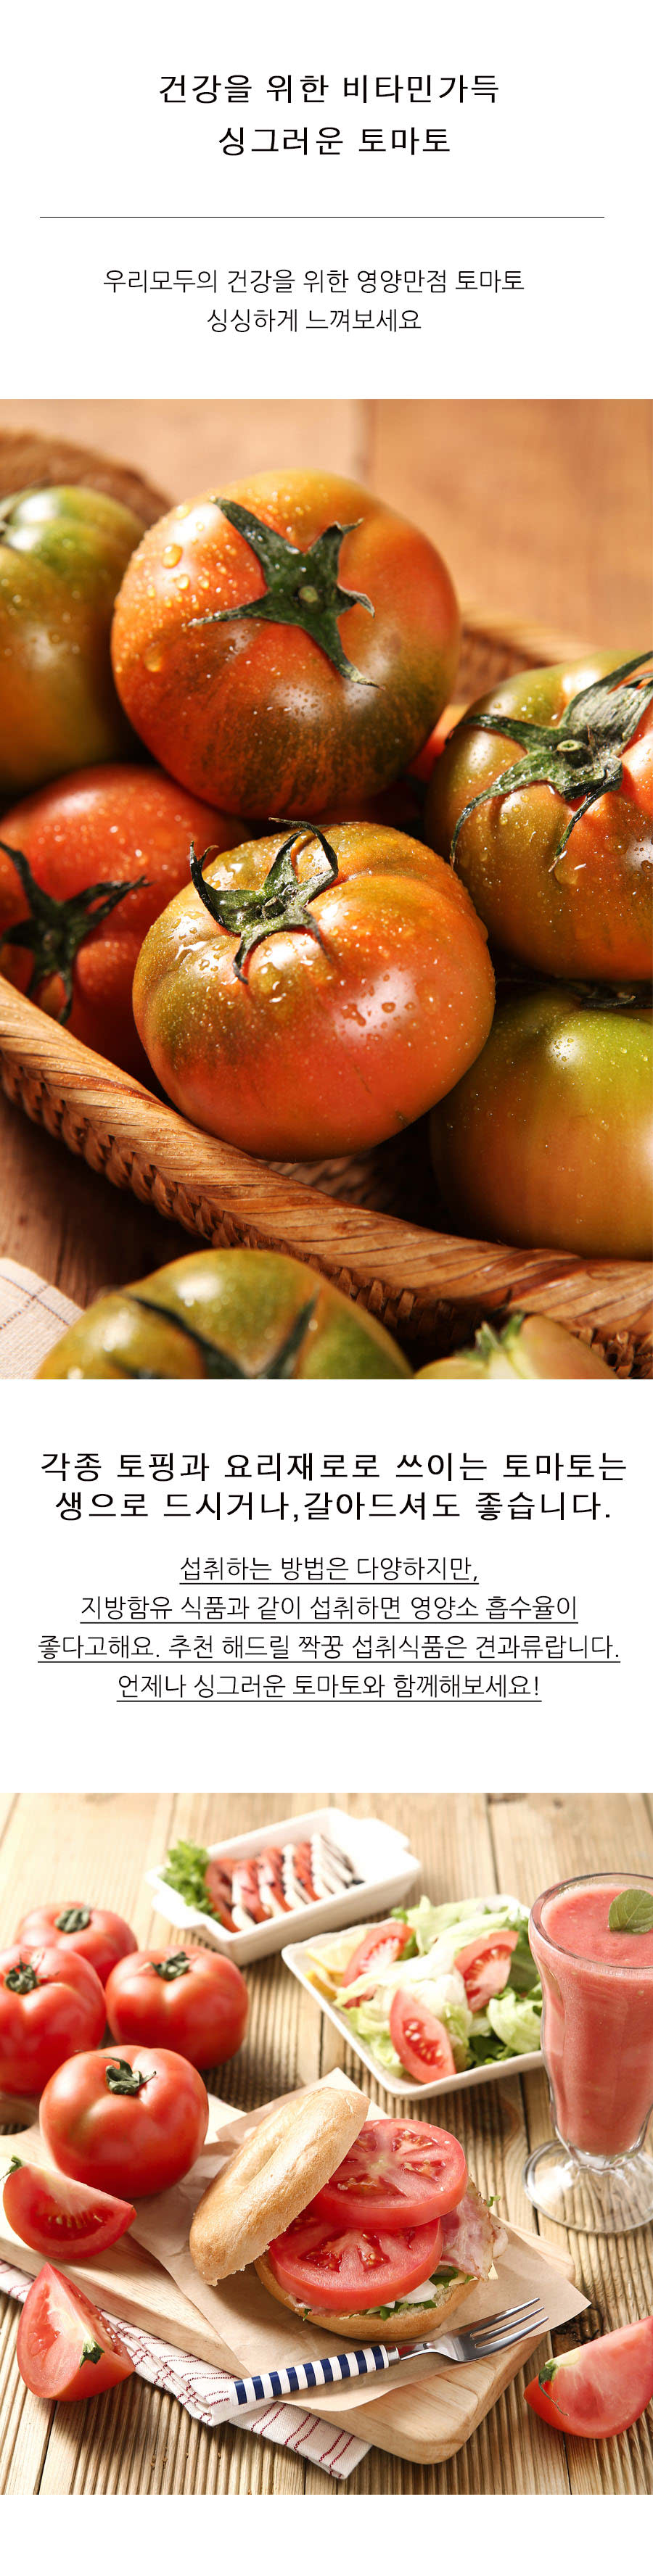 건강을 위한 비타민가득
싱그러운 토마토
우리모두의 건강을 위한 영양만점 토마토
싱싱하게 느껴보세요
각종 토핑과 요리재로로 쓰이는 토마토는
생으로 드시거나,갈아드셔도 좋습니다.
섭취하는 방법은 다양하지만,
지방함유 식품과 같이 섭취하면 영양소 흡수율이
좋다고해요. 추천 해드릴 짝꿍 섭취식품은 견과류랍니다.
언제나 싱그러운 토마토와 함께해보세요!